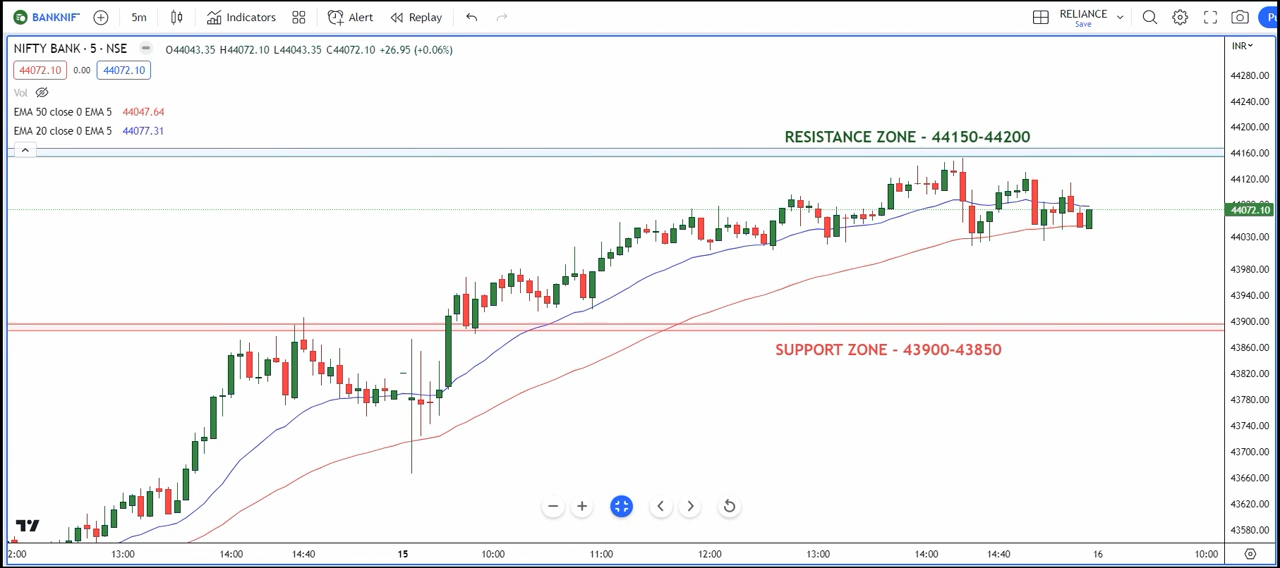 BANKNIF
5m
Indicators
Alert
Replay
RELIANCE
Save
NIFTY BANK · 5 · NSE
O44043.35 H44072.10 L44043.35 C44072.10 +26.95 (+0.06%)
INR
44072.10 0.00 44072.10
Vol
EMA 50 close 0 EMA 5 44047.64
EMA 20 close 0 EMA 5 44077.31
RESISTANCE ZONE - 44150-44200
SUPPORT ZONE - 43900-43850
44280.00
44240.00
44200.00
44160.00
44120.00
44072.10
44030.00
43980.00
43940.00
43900.00
43860.00
43820.00
43780.00
43740.00
43700.00
43660.00
43620.00
43580.00
2:00 13:00 14:00 14:40 15 10:00 11:00 12:00 13:00 14:00 14:40 16 10:00